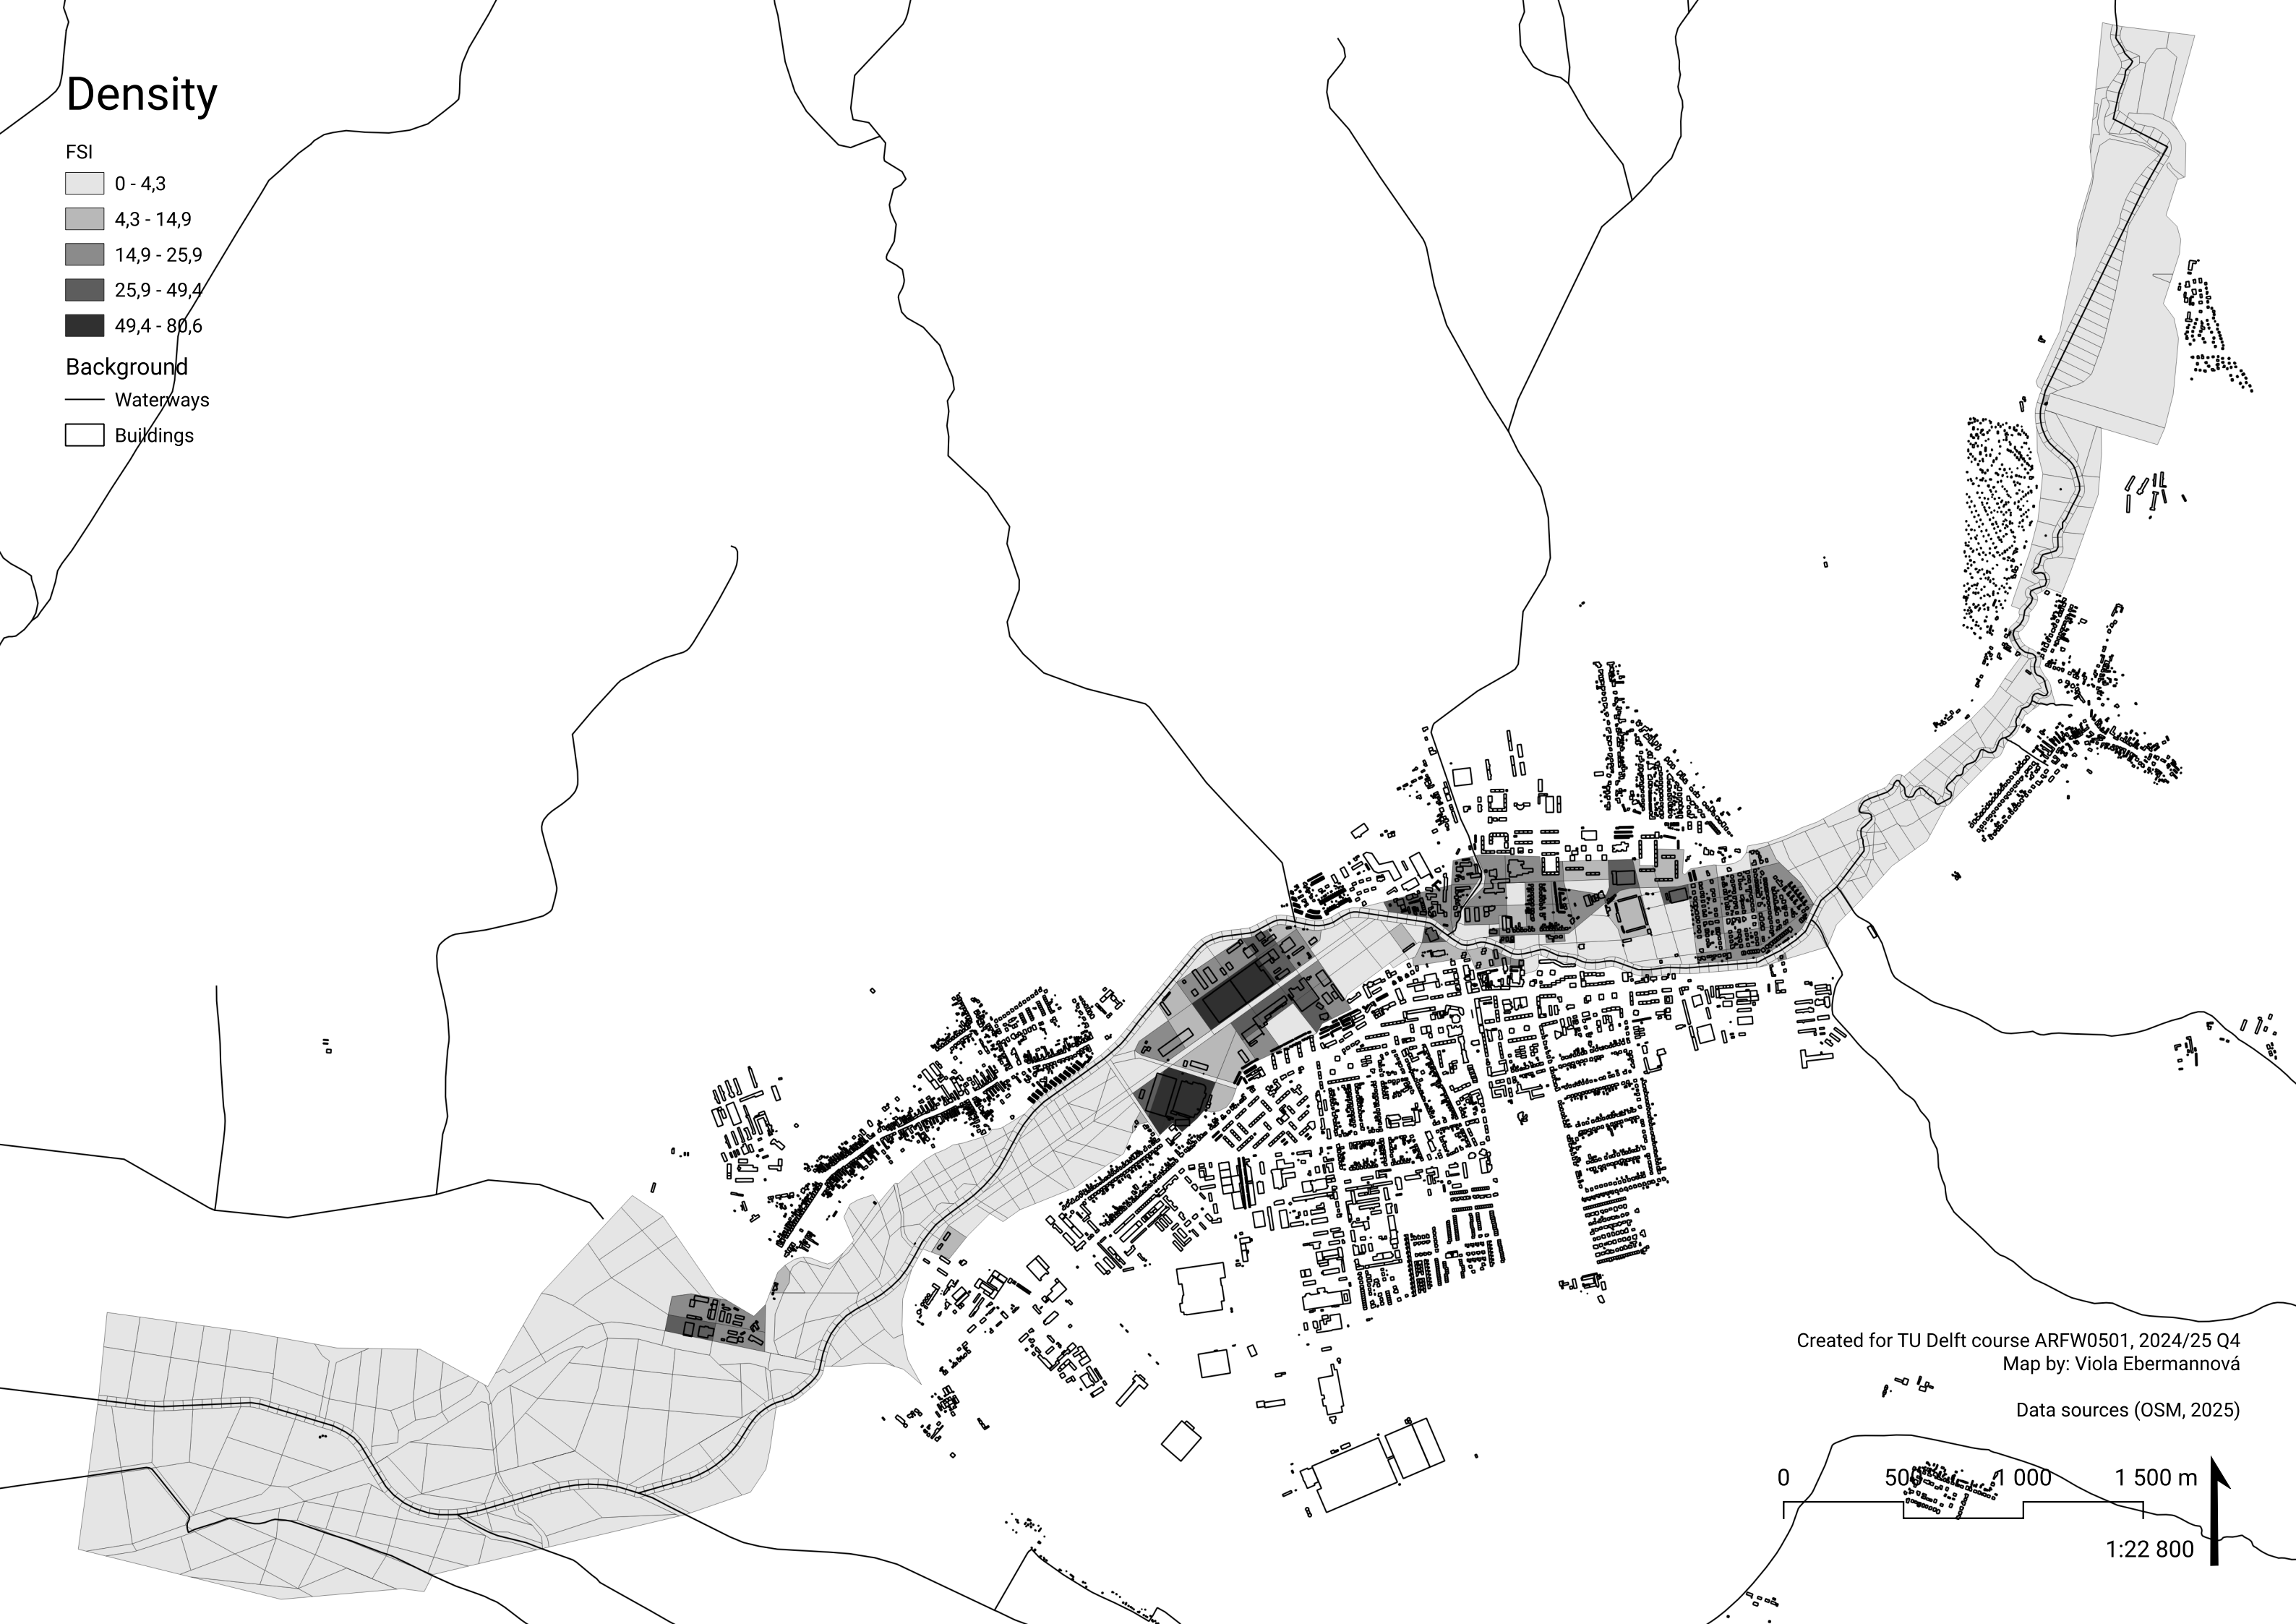 Density
FSI
0 - 4,3
4,3 - 14,9
14,9 - 25,9
25,9 - 49,4
49,4 - 80,6
Background
Waterways
Buildings
Created for TU Delft course ARFW0501, 2024/25 Q4
Map by: Viola Ebermannová
Data sources (OSM, 2025)
0 500 1 000 1 500 m
1:22 800